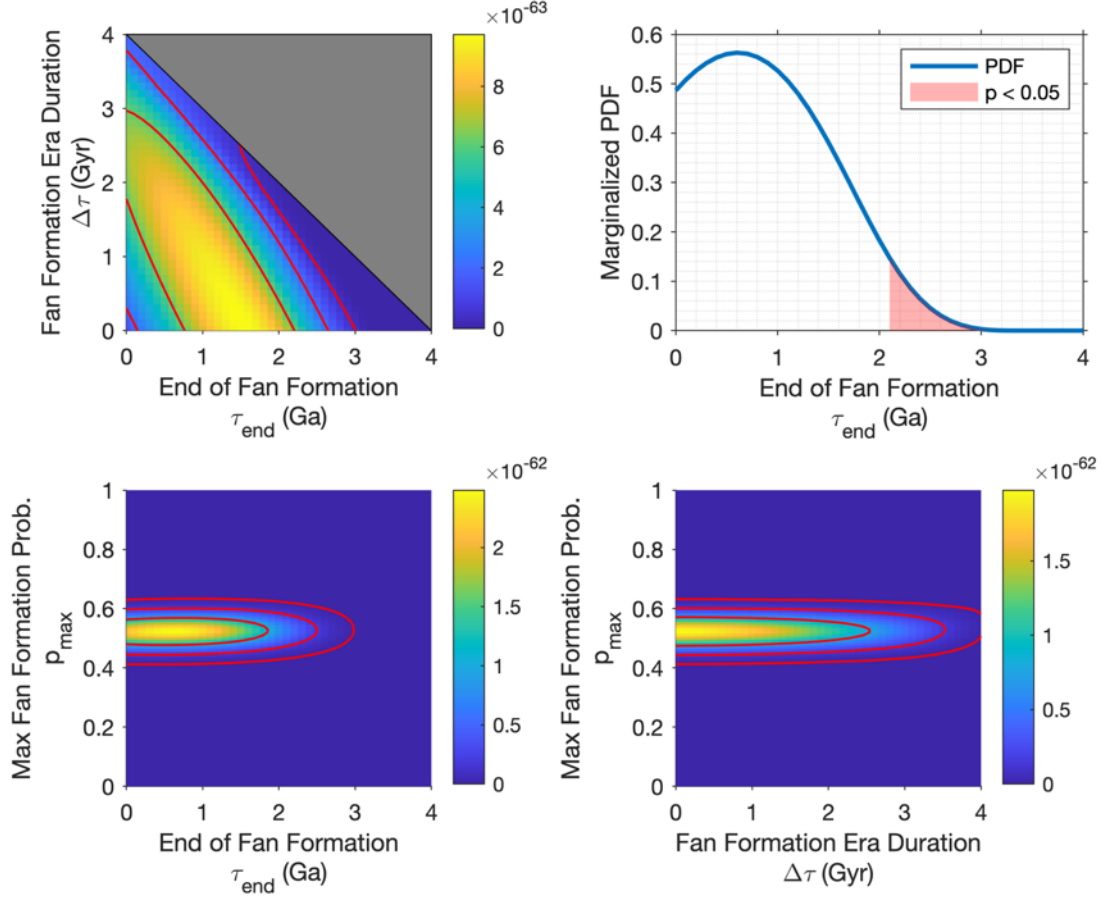 ×10⁻⁶³
Fan Formation Era Duration
Δτ (Gyr)
4
3
2
1
0
0 1 2 3 4
End of Fan Formation
τend (Ga)
8
6
4
2
0
Marginalized PDF
0.6
0.5
0.4
0.3
0.2
0.1
0
PDF
p < 0.05
0 1 2 3 4
End of Fan Formation
τend (Ga)
×10⁻⁶²
Max Fan Formation Prob.
pmax
1
0.8
0.6
0.4
0.2
0
0 1 2 3 4
End of Fan Formation
τend (Ga)
2
1.5
1
0.5
0
×10⁻⁶²
Max Fan Formation Prob.
pmax
1
0.8
0.6
0.4
0.2
0
0 1 2 3 4
Fan Formation Era Duration
Δτ (Gyr)
1.5
1
0.5
0